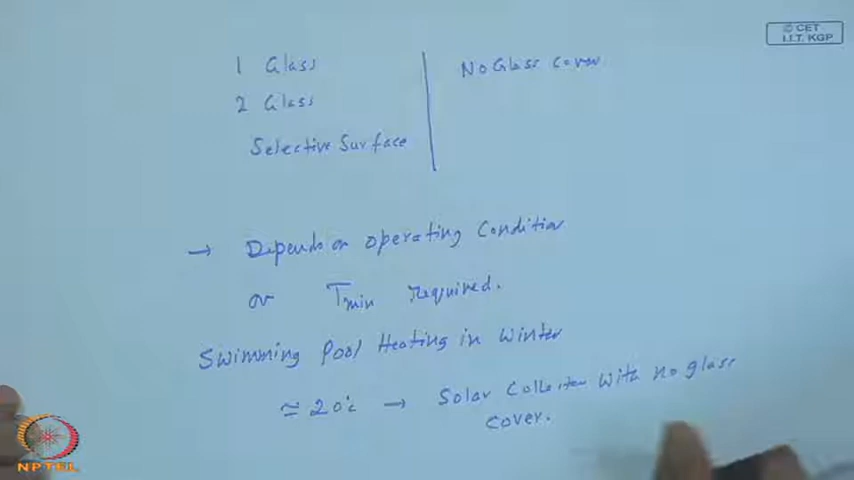 © CET
I.I.T. KGP
1 Glass
2 Glass
Selective Surface
No Glass cover
→ Depends on operating Condition
or Tmin required.
Swimming Pool Heating in winter
≃ 20°c → Solar Collector with no glass
cover.
NPTEL